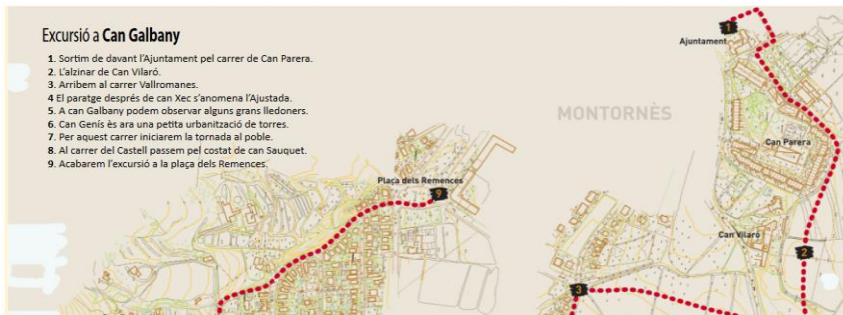 Excursió a Can Galbany
1. Sortim de davant l'Ajuntament pel carrer de Can Parera.
2. L'alzinar de Can Vilaró.
3. Arribem al carrer Vallromanes.
4 El paratge després de can Xec s'anomena l'Ajustada.
5. A can Galbany podem observar alguns grans lledoners.
6. Can Genís ès ara una petita urbanització de torres.
7. Per aquest carrer iniciarem la tornada al poble.
8. Al carrer del Castell passem pel costat de can Sauquet.
9. Acabarem l'excursió a la plaça dels Remences.
1
Ajuntament
MONTORNÈS
Can Parera
Plaça dels Remences
9
Can Vilaró
2
3